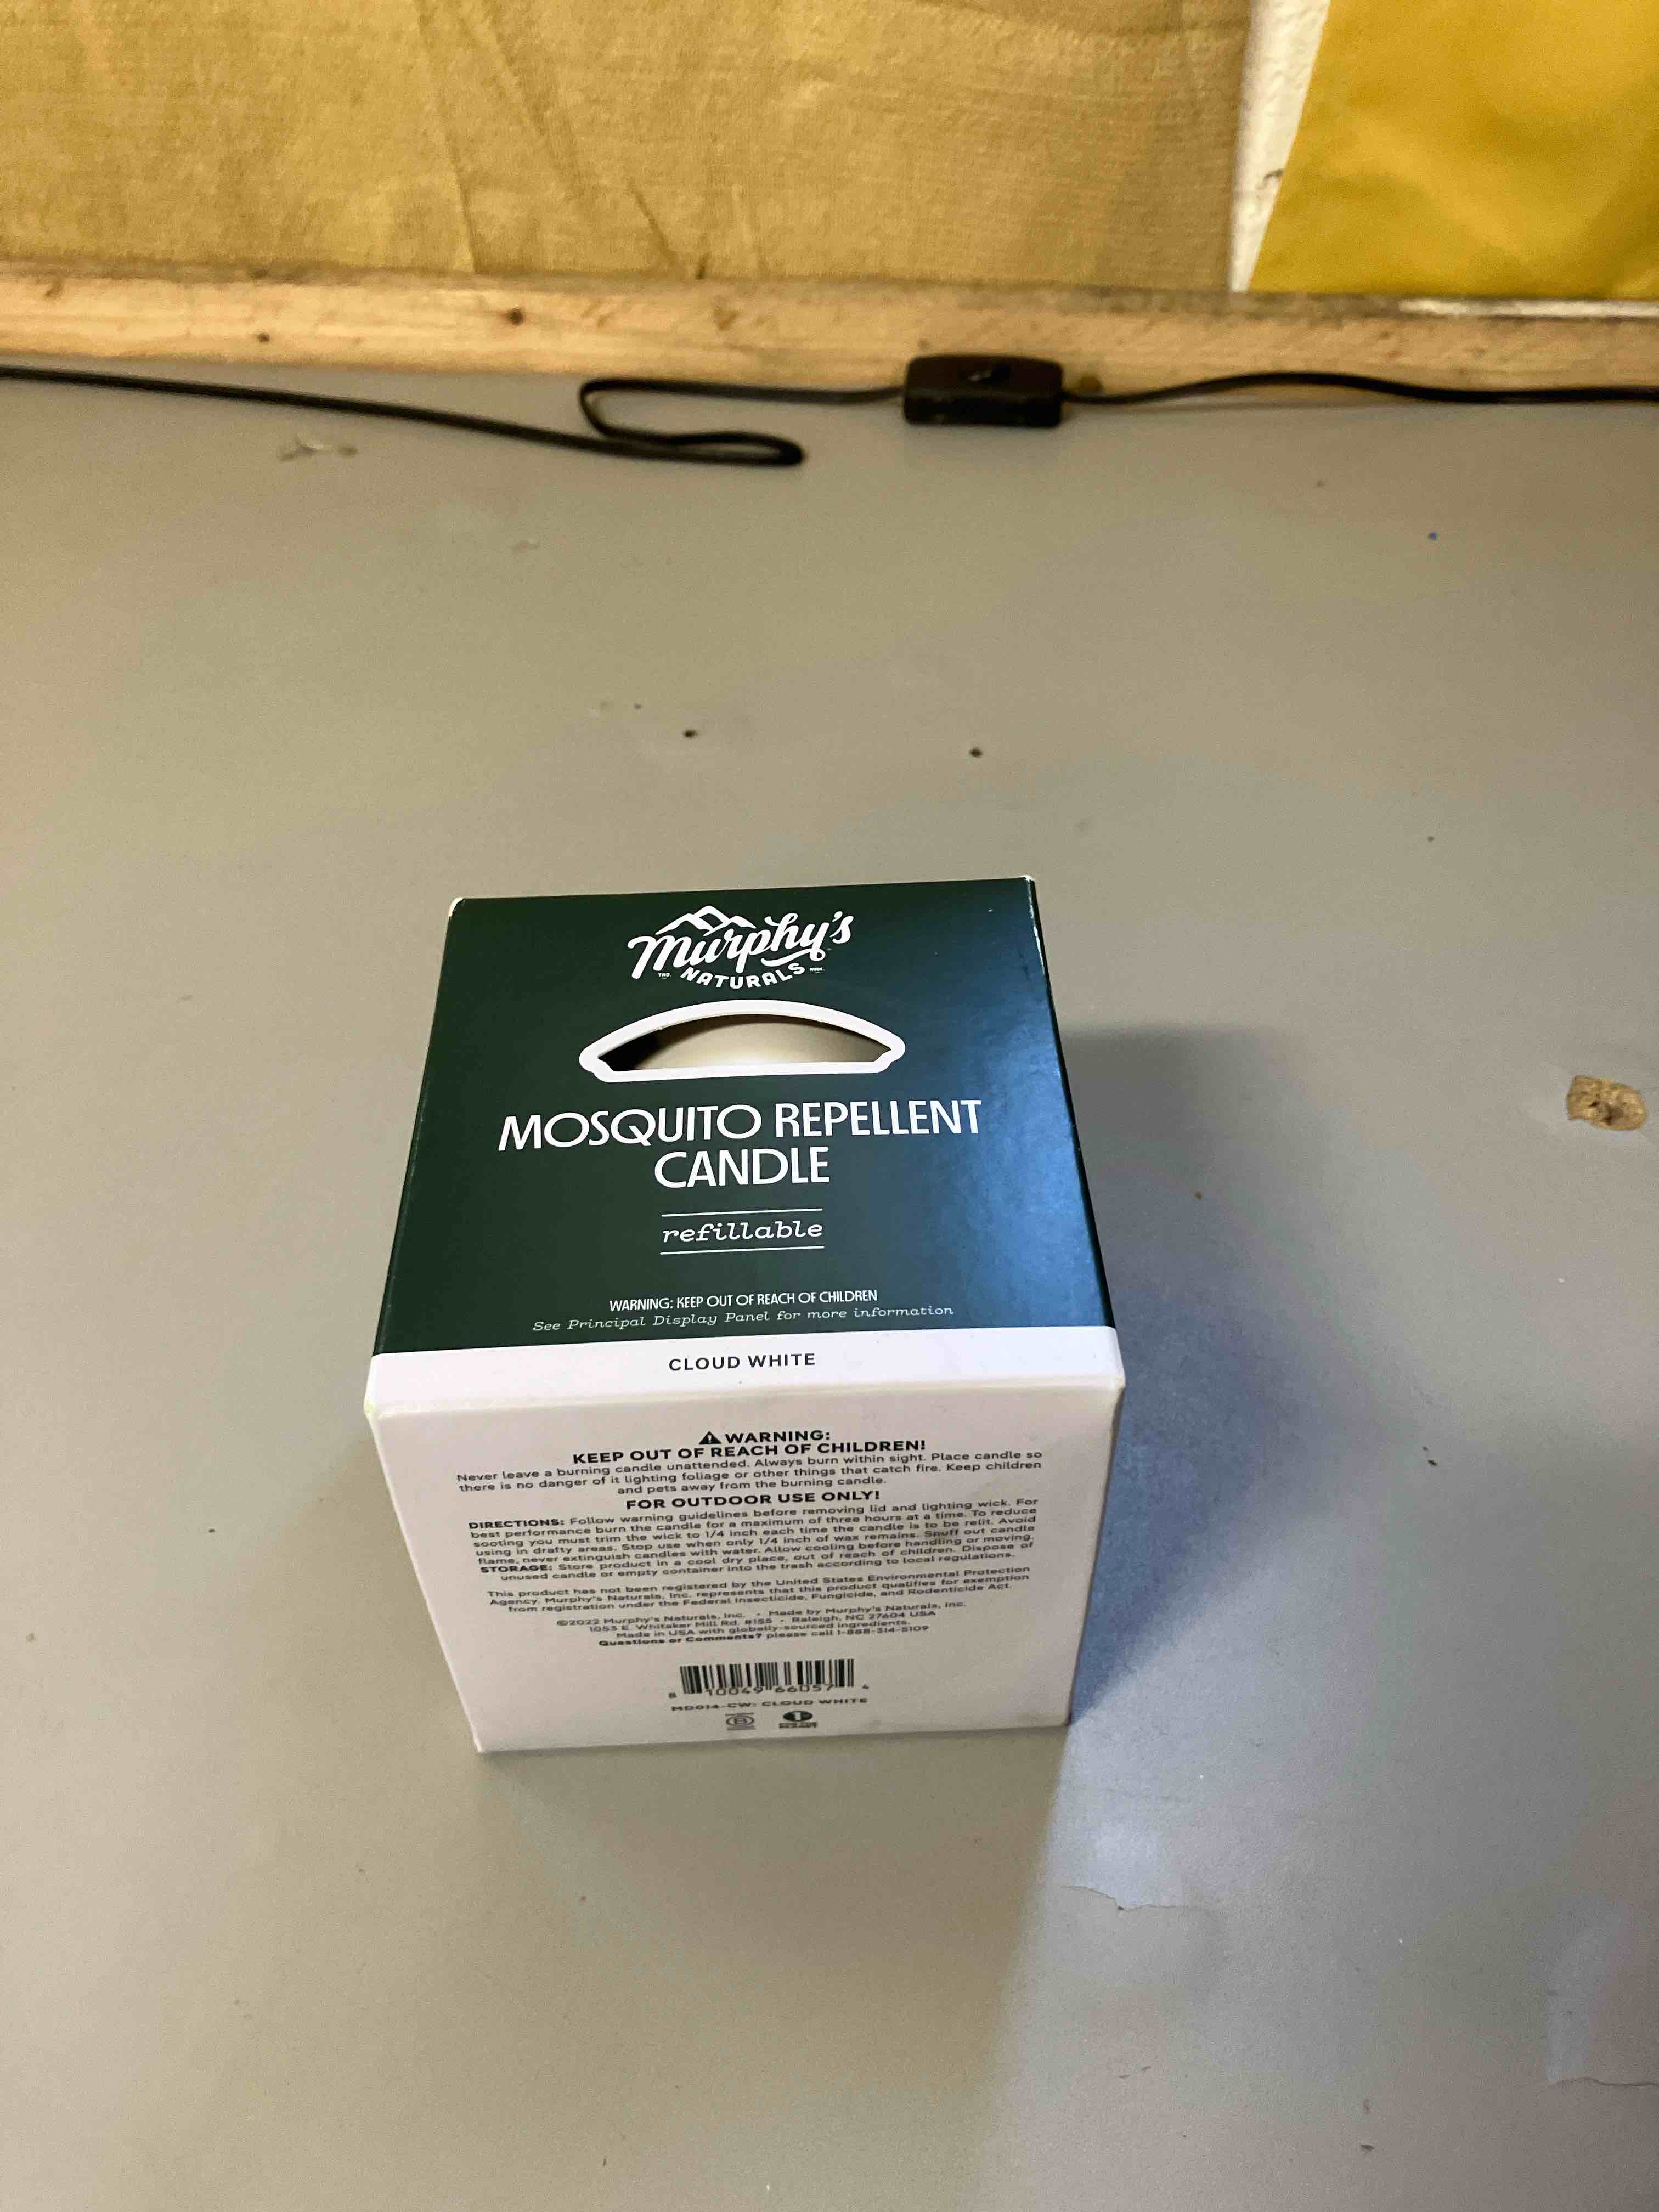 Murphy's
TRD. NATURALS MRK.
MOSQUITO REPELLENT
CANDLE
refillable
WARNING: KEEP OUT OF REACH OF CHILDREN
See Principal Display Panel for more information
CLOUD WHITE
WARNING:
KEEP OUT OF REACH OF CHILDREN!
Never leave a burning candle unattended. Always burn within sight. Place candle so
there is no danger of it lighting foliage or other things that catch fire. Keep children
and pets away from the burning candle.
FOR OUTDOOR USE ONLY!
DIRECTIONS: Follow warning guidelines before removing lid and lighting wick. For
best performance burn the candle for a maximum of three hours at a time. To reduce
sooting you must trim the wick to 1/4 inch each time the candle is to be relit. Avoid
using in drafty areas. Stop use when only 1/4 inch of wax remains. Snuff out candle
flame, never extinguish candles with water. Allow cooling before handling or moving.
STORAGE: Store product in a cool dry place, out of reach of children. Dispose of
unused candle or empty container into the trash according to local regulations.
This product has not been registered by the United States Environmental Protection
Agency. Murphy's Naturals, Inc. represents that this product qualifies for exemption
from registration under the Federal Insecticide, Fungicide, and Rodenticide Act.
©2022 Murphy's Naturals, Inc. • Made by Murphy's Naturals, Inc.
1053 E. Whitaker Mill Rd. #155 • Raleigh, NC 27604 USA
Made in USA with globally-sourced ingredients.
Questions or Comments? please call 1-888-314-5109
8 10049 66057 4
MD014-CW: CLOUD WHITE
B